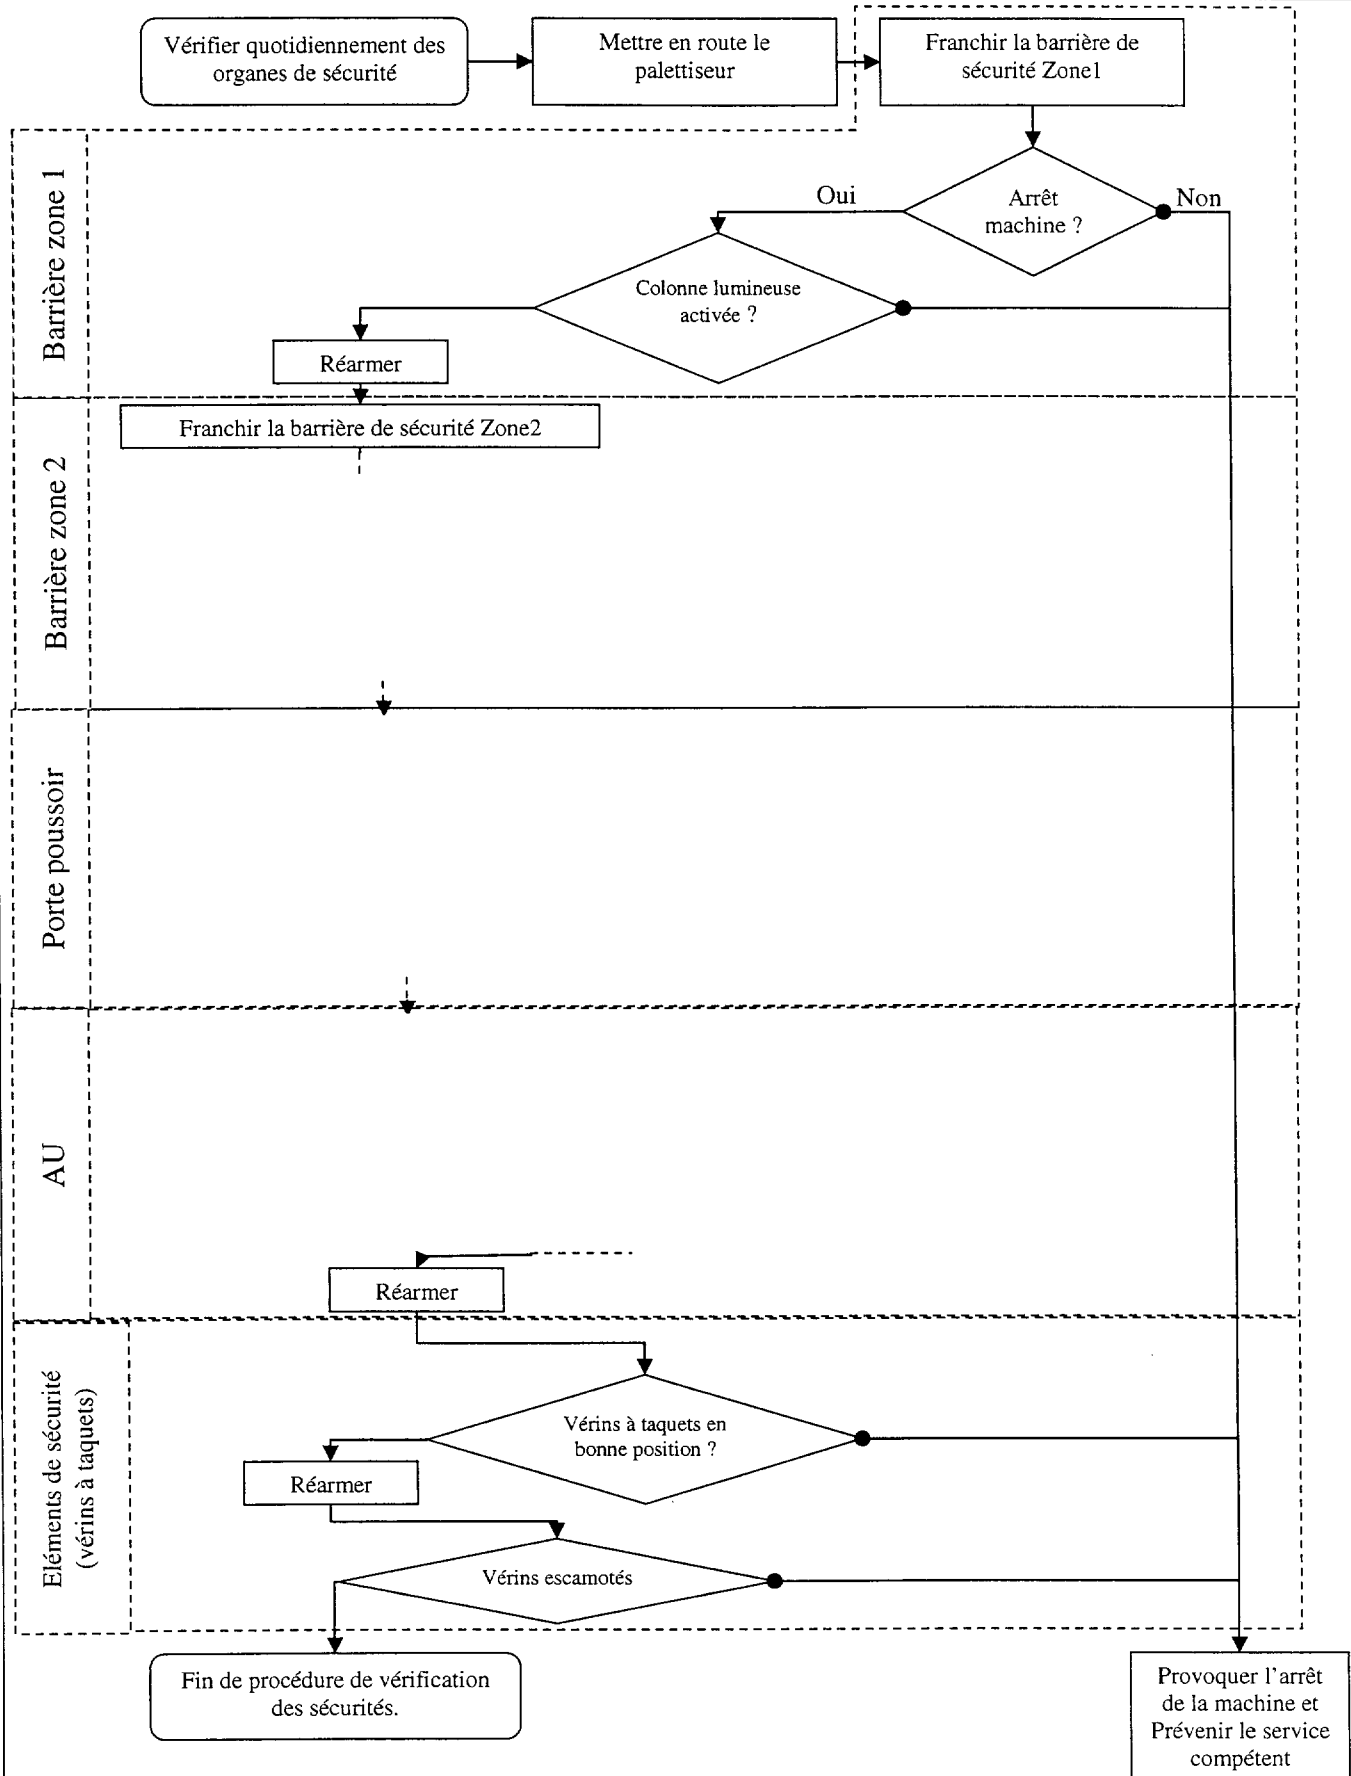 Vérifier quotidiennement des
organes de sécurité
Mettre en route le
palettiseur
Franchir la barrière de
sécurité Zone1
Barrière zone 1
Arrêt
machine ?
Oui
Non
Colonne lumineuse
activée ?
Réarmer
Barrière zone 2
Franchir la barrière de sécurité Zone2
Porte poussoir
AU
Réarmer
Eléments de sécurité
(vérins à taquets)
Vérins à taquets en
bonne position ?
Réarmer
Vérins escamotés
Fin de procédure de vérification
des sécurités.
Provoquer l'arrêt
de la machine et
Prévenir le service
compétent